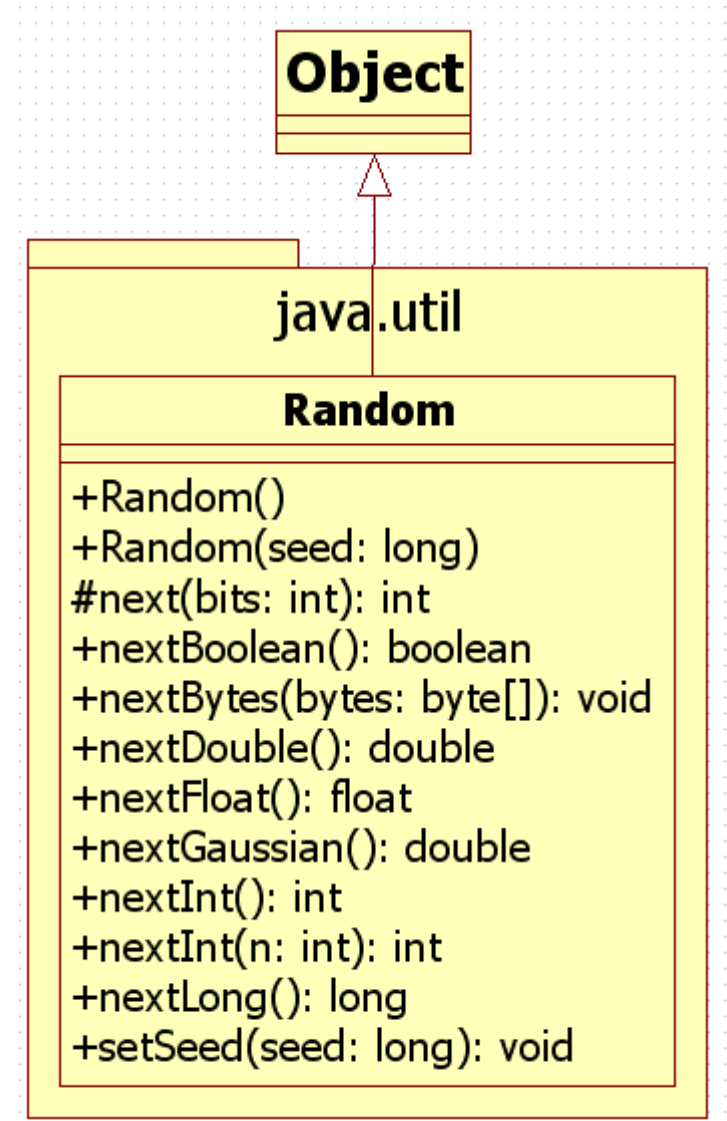 Object
java.util
Random
+Random()
+Random(seed: long)
#next(bits: int): int
+nextBoolean(): boolean
+nextBytes(bytes: byte[]): void
+nextDouble(): double
+nextFloat(): float
+nextGaussian(): double
+nextInt(): int
+nextInt(n: int): int
+nextLong(): long
+setSeed(seed: long): void